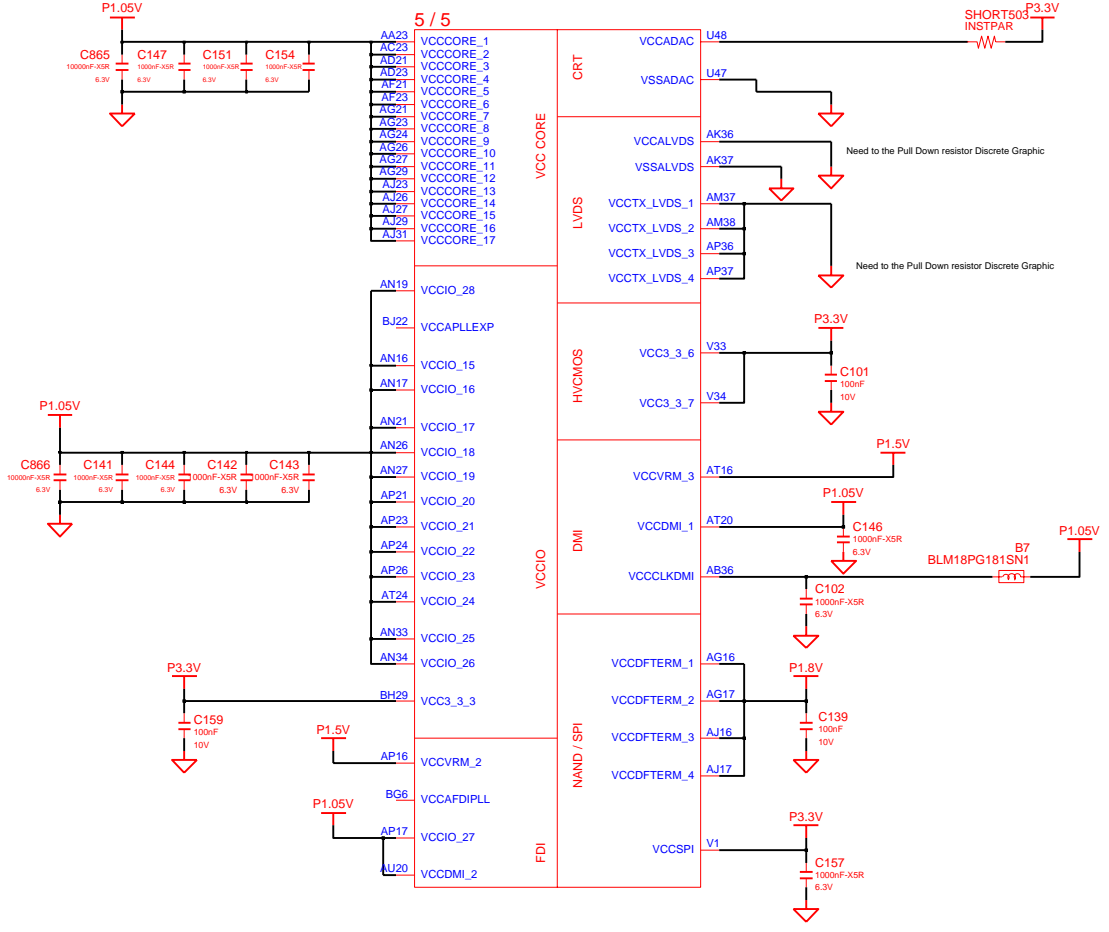 5 / 5
P1.05V
C865
10000nF-X5R
6.3V
C147
1000nF-X5R
6.3V
C151
1000nF-X5R
6.3V
C154
1000nF-X5R
6.3V
AA23 VCCCORE_1
AC23 VCCCORE_2
AD21 VCCCORE_3
AD23 VCCCORE_4
AF21 VCCCORE_5
AF23 VCCCORE_6
AG21 VCCCORE_7
AG23 VCCCORE_8
AG24 VCCCORE_9
AG26 VCCCORE_10
AG27 VCCCORE_11
AG29 VCCCORE_12
AJ23 VCCCORE_13
AJ26 VCCCORE_14
AJ27 VCCCORE_15
AJ29 VCCCORE_16
AJ31 VCCCORE_17
VCC CORE
AN19 VCCIO_28
BJ22 VCCAPLLEXP
AN16 VCCIO_15
AN17 VCCIO_16
AN21 VCCIO_17
AN26 VCCIO_18
AN27 VCCIO_19
AP21 VCCIO_20
AP23 VCCIO_21
AP24 VCCIO_22
AP26 VCCIO_23
AT24 VCCIO_24
AN33 VCCIO_25
AN34 VCCIO_26
BH29 VCC3_3_3
VCCIO
P1.05V
C866
10000nF-X5R
6.3V
C141
1000nF-X5R
6.3V
C144
1000nF-X5R
6.3V
C142
1000nF-X5R
6.3V
C143
1000nF-X5R
6.3V
P3.3V
C159
100nF
10V
P1.5V
AP16 VCCVRM_2
BG6 VCCAFDIPLL
P1.05V
AP17 VCCIO_27
AU20 VCCDMI_2
FDI
CRT
VCCADAC U48
SHORT503
INSTPAR
P3.3V
VSSADAC U47
LVDS
VCCALVDS AK36
Need to the Pull Down resistor Discrete Graphic
VSSALVDS AK37
VCCTX_LVDS_1 AM37
VCCTX_LVDS_2 AM38
VCCTX_LVDS_3 AP36
VCCTX_LVDS_4 AP37
Need to the Pull Down resistor Discrete Graphic
HVCMOS
P3.3V
VCC3_3_6 V33
C101
100nF
10V
VCC3_3_7 V34
DMI
P1.5V
VCCVRM_3 AT16
P1.05V
VCCDMI_1 AT20
C146
1000nF-X5R
6.3V
P1.05V
B7
BLM18PG181SN1
VCCCLKDMI AB36
C102
1000nF-X5R
6.3V
NAND / SPI
VCCDFTERM_1 AG16
P1.8V
VCCDFTERM_2 AG17
C139
100nF
10V
VCCDFTERM_3 AJ16
VCCDFTERM_4 AJ17
P3.3V
VCCSPI V1
C157
1000nF-X5R
6.3V